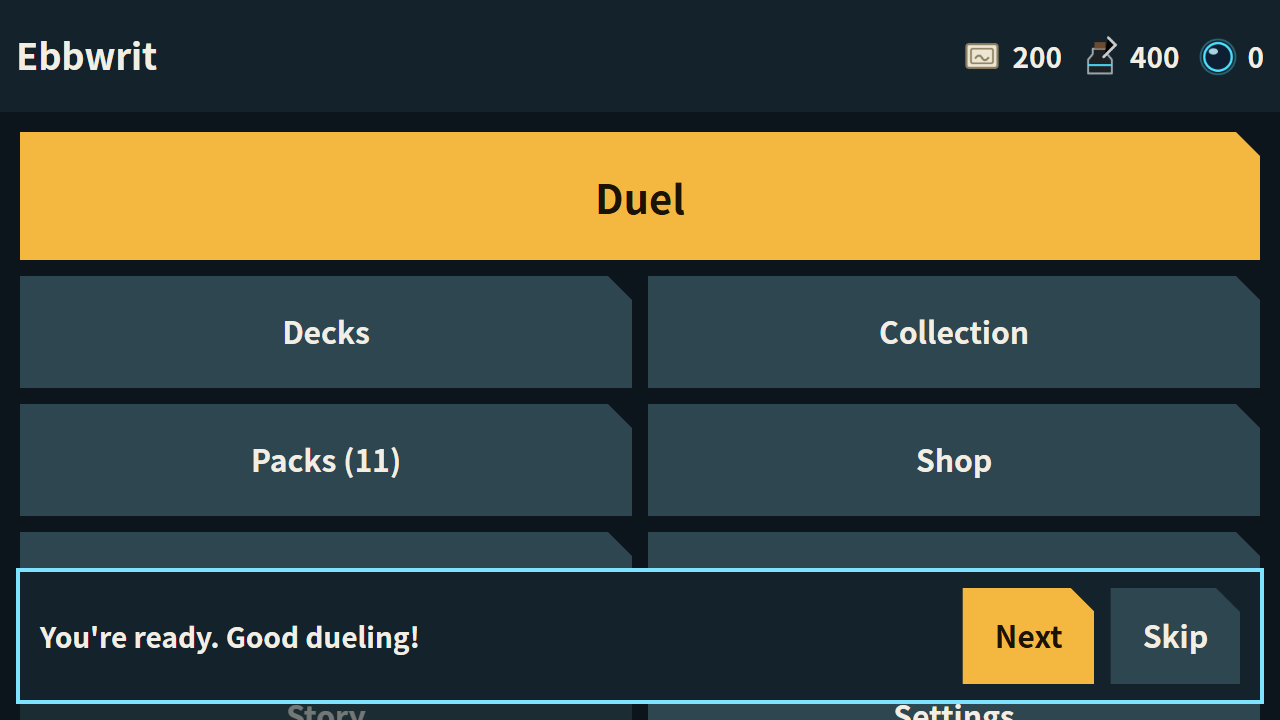 Ebbwrit
200 400 0
Duel
Decks
Collection
Packs (11)
Shop
You're ready. Good dueling!
Next
Skip
Story
Settings